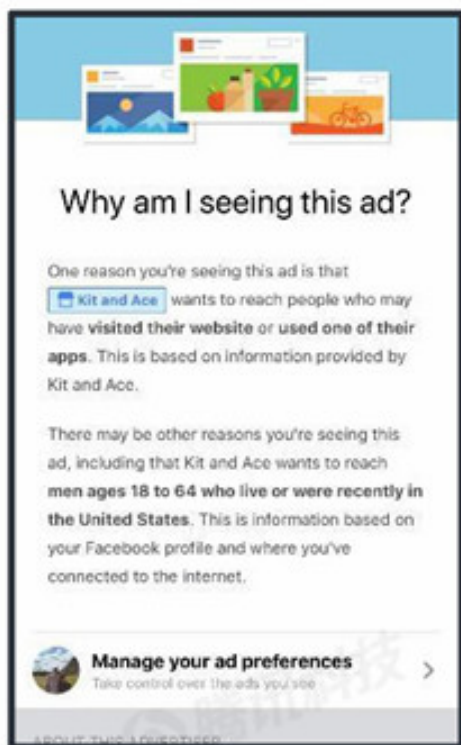 Why am I seeing this ad?
One reason you're seeing this ad is that
Kit and Ace wants to reach people who may
have visited their website or used one of their
apps. This is based on information provided by
Kit and Ace.
There may be other reasons you're seeing this
ad, including that Kit and Ace wants to reach
men ages 18 to 64 who live or were recently in
the United States. This is information based on
your Facebook profile and where you've
connected to the internet.
Manage your ad preferences
Take control over the ads you see
腾讯科技
ABOUT THIS ADVERTISER